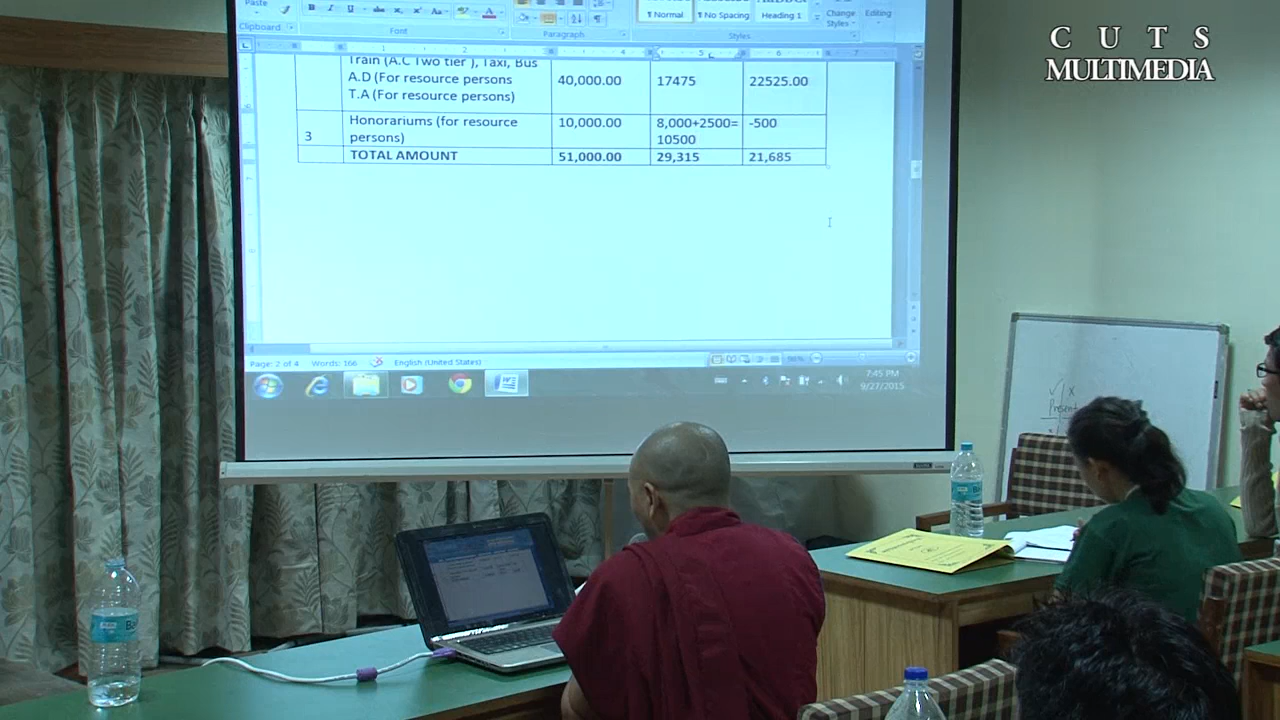 C U T S
MULTIMEDIA
Paste
Clipboard
Font
Paragraph
Styles
¶ Normal
¶ No Spacing
Heading 1
Change
Styles
Editing
Train (A.C Two tier ), Taxi, Bus
A.D (For resource persons
T.A (For resource persons)
40,000.00
17475
22525.00
3
Honorariums (for resource
persons)
10,000.00
8,000+2500=
10500
-500
TOTAL AMOUNT
51,000.00
29,315
21,685
Page: 2 of 4
Words: 166
English (United States)
7:45 PM
9/27/2015
Present